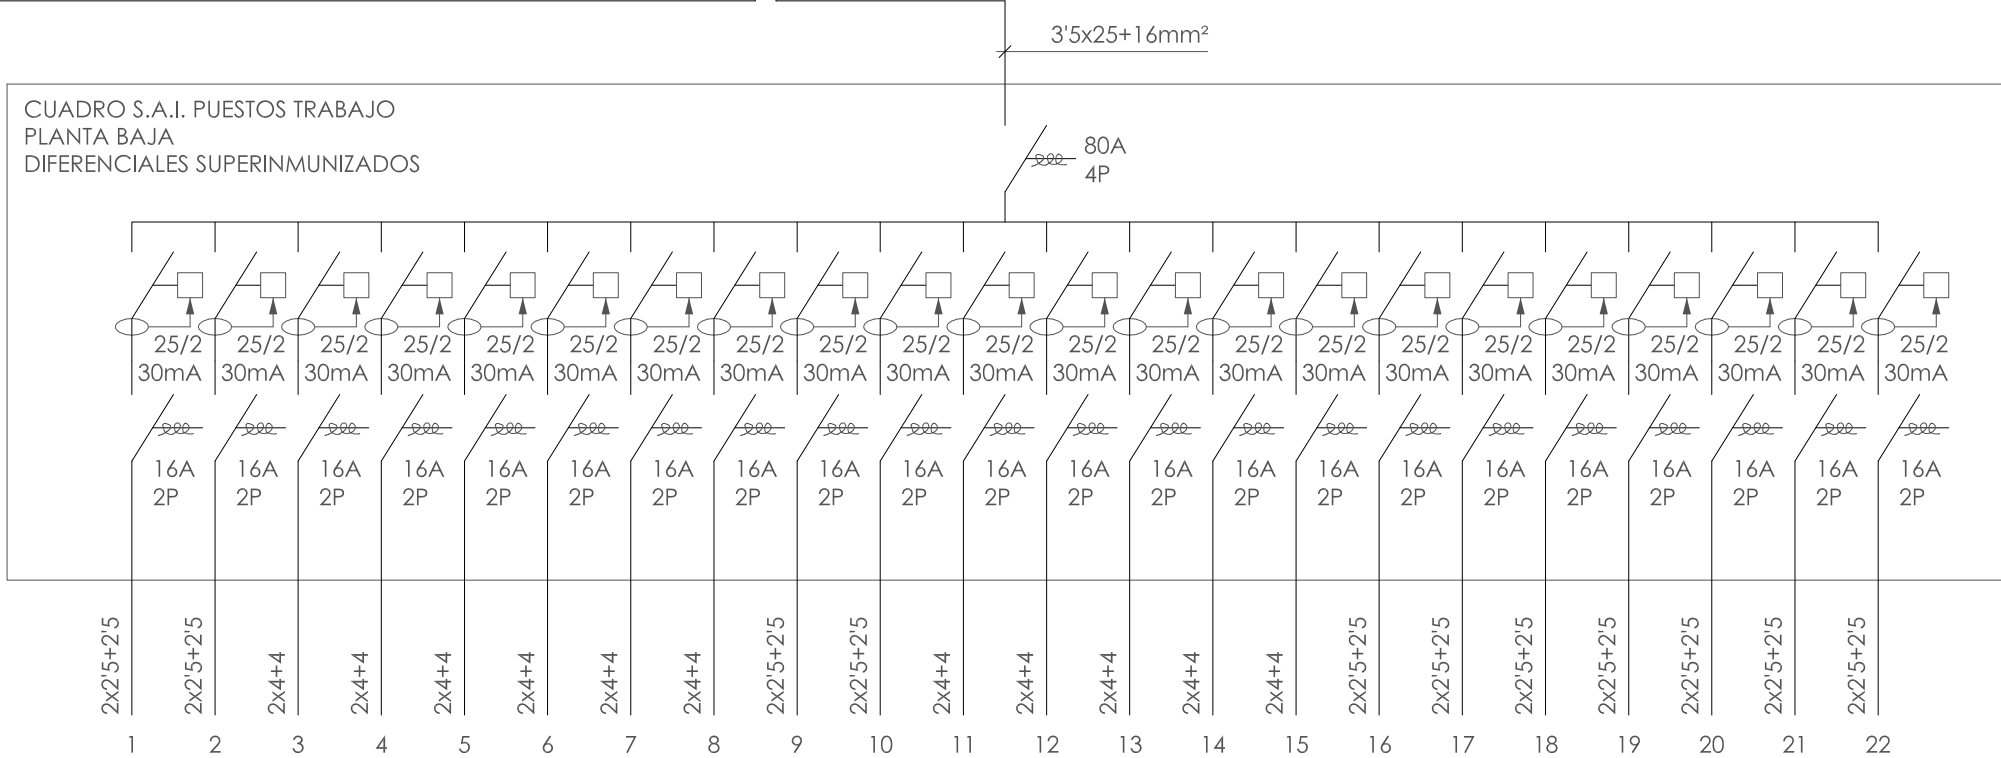 3'5x25+16mm²
CUADRO S.A.I. PUESTOS TRABAJO
PLANTA BAJA
DIFERENCIALES SUPERINMUNIZADOS
80A
4P
25/2 25/2 25/2 25/2 25/2 25/2 25/2 25/2 25/2 25/2 25/2 25/2 25/2 25/2 25/2 25/2 25/2 25/2 25/2 25/2 25/2 25/2
30mA 30mA 30mA 30mA 30mA 30mA 30mA 30mA 30mA 30mA 30mA 30mA 30mA 30mA 30mA 30mA 30mA 30mA 30mA 30mA 30mA 30mA
16A 16A 16A 16A 16A 16A 16A 16A 16A 16A 16A 16A 16A 16A 16A 16A 16A 16A 16A 16A 16A 16A
2P 2P 2P 2P 2P 2P 2P 2P 2P 2P 2P 2P 2P 2P 2P 2P 2P 2P 2P 2P 2P 2P
2x2'5+2'5 2x2'5+2'5 2x4+4 2x4+4 2x4+4 2x4+4 2x4+4 2x4+4 2x2'5+2'5 2x2'5+2'5 2x4+4 2x4+4 2x4+4 2x4+4 2x4+4 2x2'5+2'5 2x2'5+2'5 2x2'5+2'5 2x2'5+2'5 2x2'5+2'5 2x2'5+2'5 2x2'5+2'5
1 2 3 4 5 6 7 8 9 10 11 12 13 14 15 16 17 18 19 20 21 22